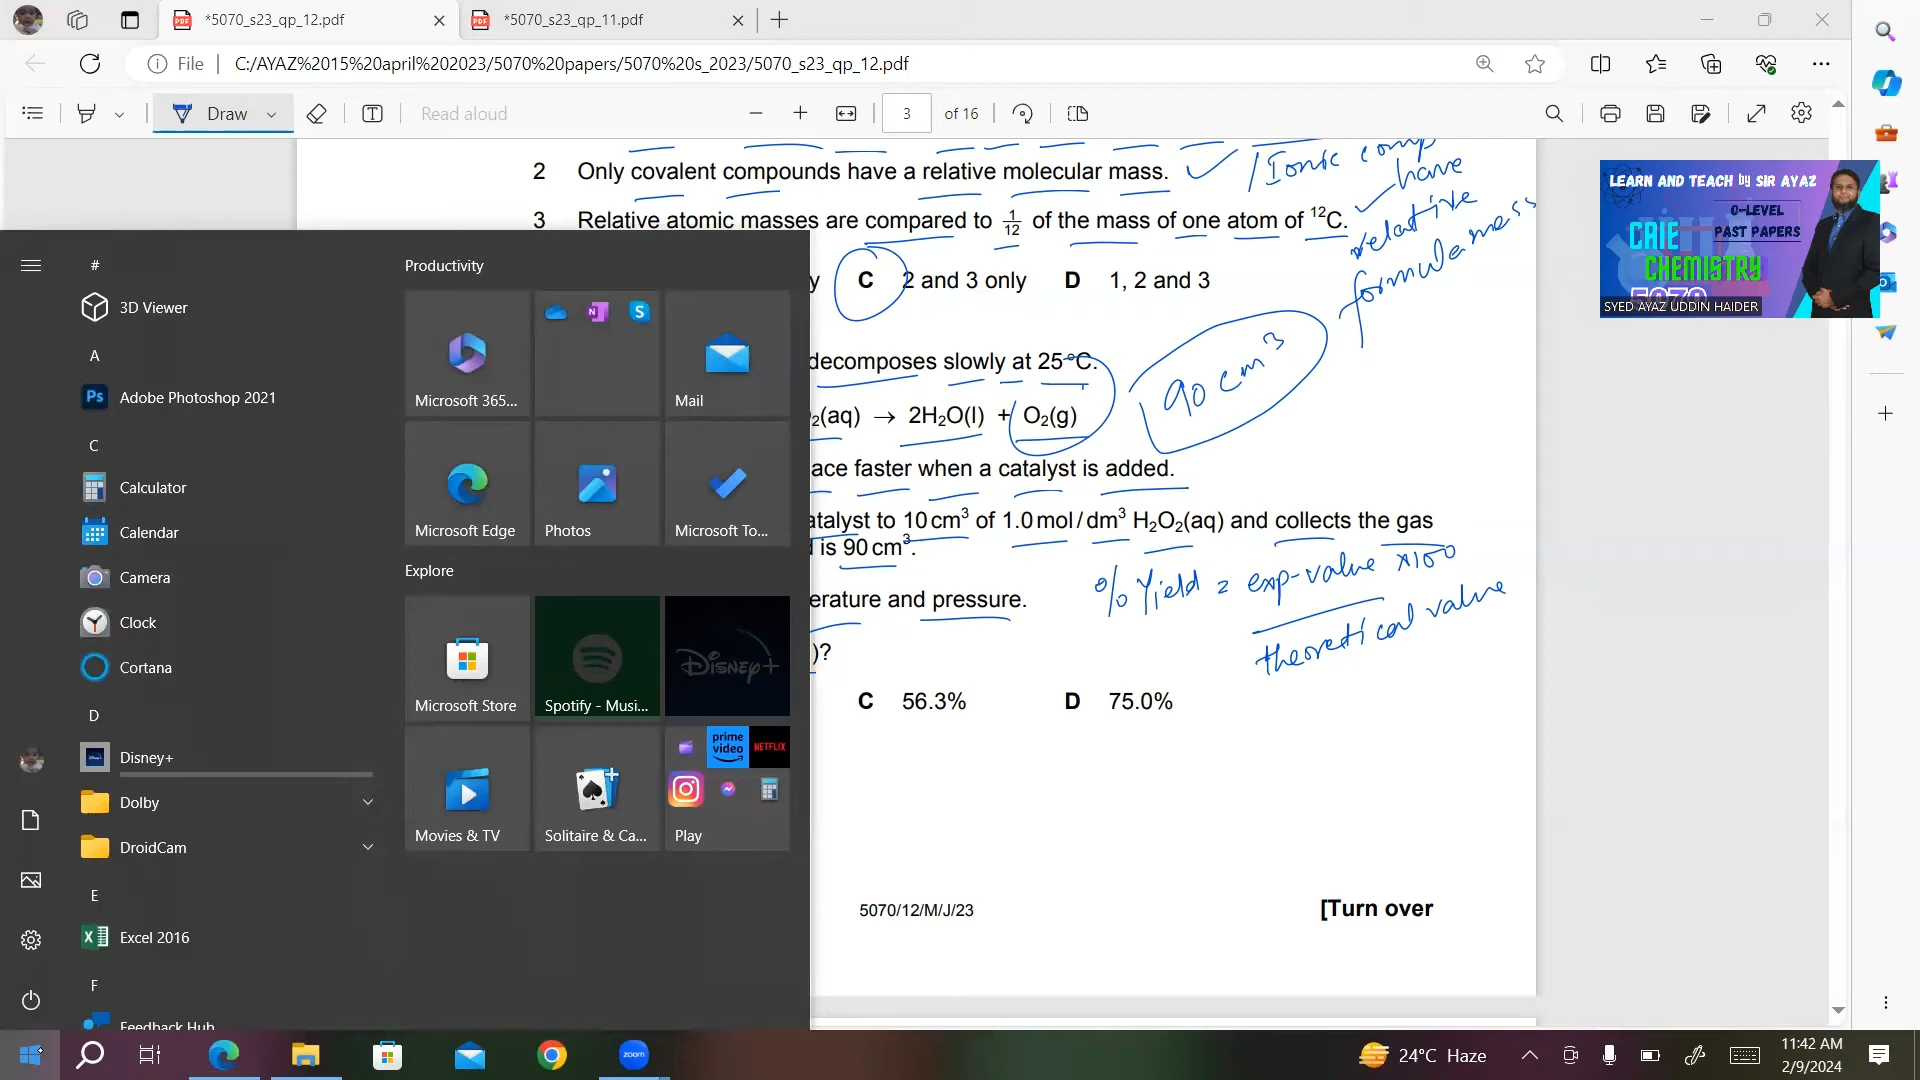 *5070_s23_qp_12.pdf
*5070_s23_qp_11.pdf
File
C:/AYAZ%2015%20april%202023/5070%20papers/5070%20s_2023/5070_s23_qp_12.pdf
Draw
Read aloud
3
of 16
2 Only covalent compounds have a relative molecular mass.
/Ionic comp
have
relative
formula mass
3 Relative atomic masses are compared to 1/12 of the mass of one atom of ¹²C.
y C 2 and 3 only D 1, 2 and 3
decomposes slowly at 25 °C.
90 cm³
₂(aq) → 2H₂O(l) + O₂(g)
ace faster when a catalyst is added.
atalyst to 10 cm³ of 1.0 mol / dm³ H₂O₂(aq) and collects the gas
is 90 cm³.
erature and pressure.
% Yield = exp-value ×100
theoretical value
)?
C 56.3% D 75.0%
5070/12/M/J/23
[Turn over
LEARN AND TEACH by SIR AYAZ
O-LEVEL
PAST PAPERS
CAIE
CHEMISTRY
5070
SYED AYAZ UDDIN HAIDER
#
3D Viewer
A
Adobe Photoshop 2021
C
Calculator
Calendar
Camera
Clock
Cortana
D
Disney+
Dolby
DroidCam
E
Excel 2016
F
Feedback Hub
Productivity
Microsoft 365...
Mail
Microsoft Edge
Photos
Microsoft To...
Explore
Microsoft Store
Spotify - Musi...
Disney+
Movies & TV
Solitaire & Ca...
prime video
NETFLIX
Play
zoom
24°C Haze
11:42 AM
2/9/2024